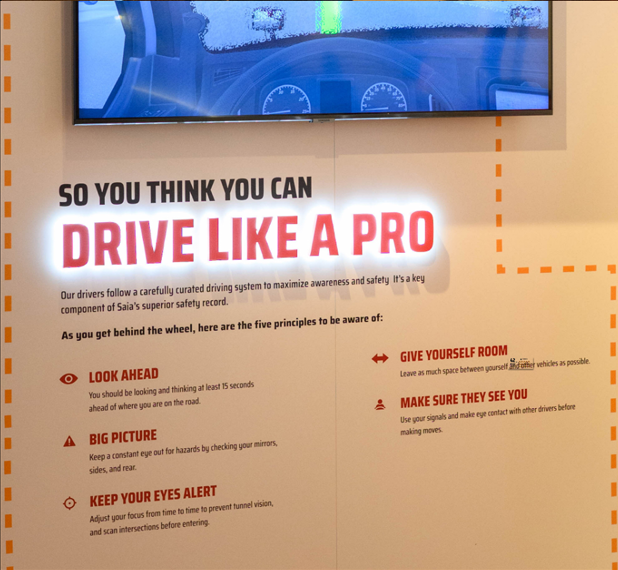 SO YOU THINK YOU CAN
DRIVE LIKE A PRO
Our drivers follow a carefully curated driving system to maximize awareness and safety It's a key
component of Saia's superior safety record.
As you get behind the wheel, here are the five principles to be aware of:
LOOK AHEAD
You should be looking and thinking at least 15 seconds
ahead of where you are on the road.
BIG PICTURE
Keep a constant eye out for hazards by checking your mirrors,
sides, and rear.
KEEP YOUR EYES ALERT
Adjust your focus from time to time to prevent tunnel vision,
and scan intersections before entering.
GIVE YOURSELF ROOM
Leave as much space between yourself and other vehicles as possible.
MAKE SURE THEY SEE YOU
Use your signals and make eye contact with other drivers before
making moves.